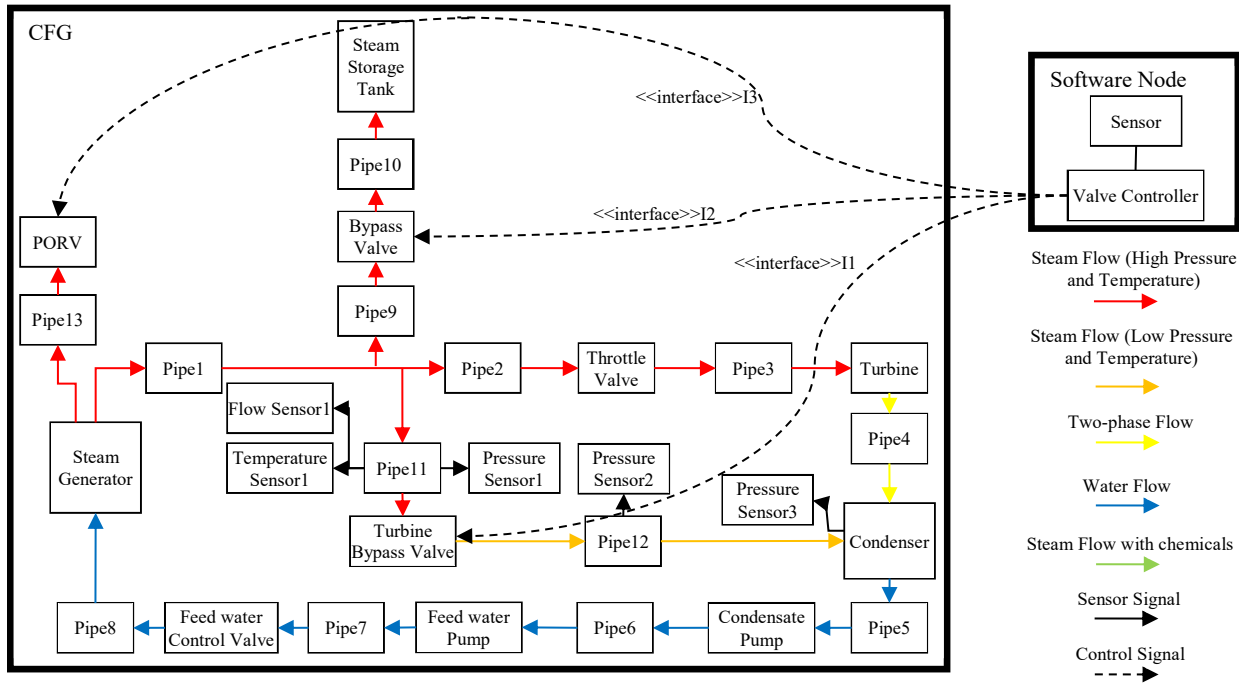 CFG
Steam
Storage
Tank
<<interface>>I3
Software Node
Sensor
Pipe10
Valve Controller
PORV
Bypass
Valve
<<interface>>I2
<<interface>>I1
Pipe13
Pipe9
Pipe1
Pipe2
Throttle
Valve
Pipe3
Turbine
Flow Sensor1
Steam
Generator
Temperature
Sensor1
Pipe11
Pressure
Sensor1
Pressure
Sensor2
Pipe4
Pressure
Sensor3
Turbine
Bypass Valve
Pipe12
Condenser
Pipe8
Feed water
Control Valve
Pipe7
Feed water
Pump
Pipe6
Condensate
Pump
Pipe5
Steam Flow (High Pressure
and Temperature)
Steam Flow (Low Pressure
and Temperature)
Two-phase Flow
Water Flow
Steam Flow with chemicals
Sensor Signal
Control Signal